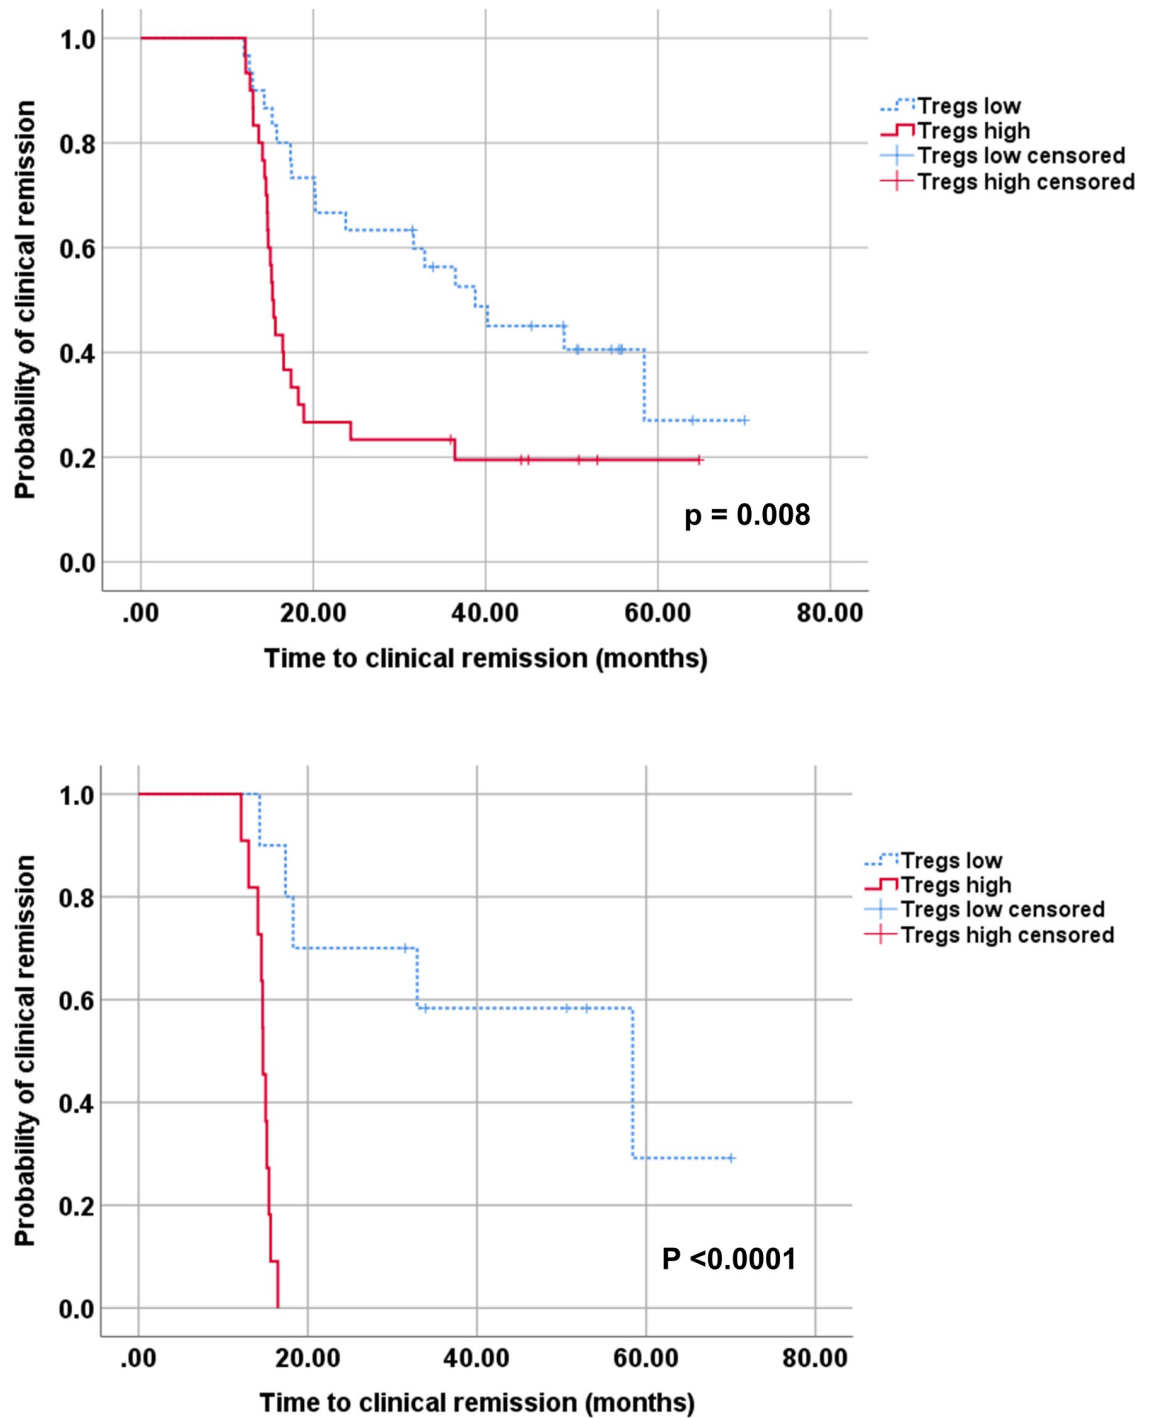 1.0
0.8
0.6
0.4
0.2
0.0
Probability of clinical remission
.00 20.00 40.00 60.00 80.00
Time to clinical remission (months)
Tregs low
Tregs high
Tregs low censored
Tregs high censored
p = 0.008
1.0
0.8
0.6
0.4
0.2
0.0
Probability of clinical remission
.00 20.00 40.00 60.00 80.00
Time to clinical remission (months)
Tregs low
Tregs high
Tregs low censored
Tregs high censored
P <0.0001